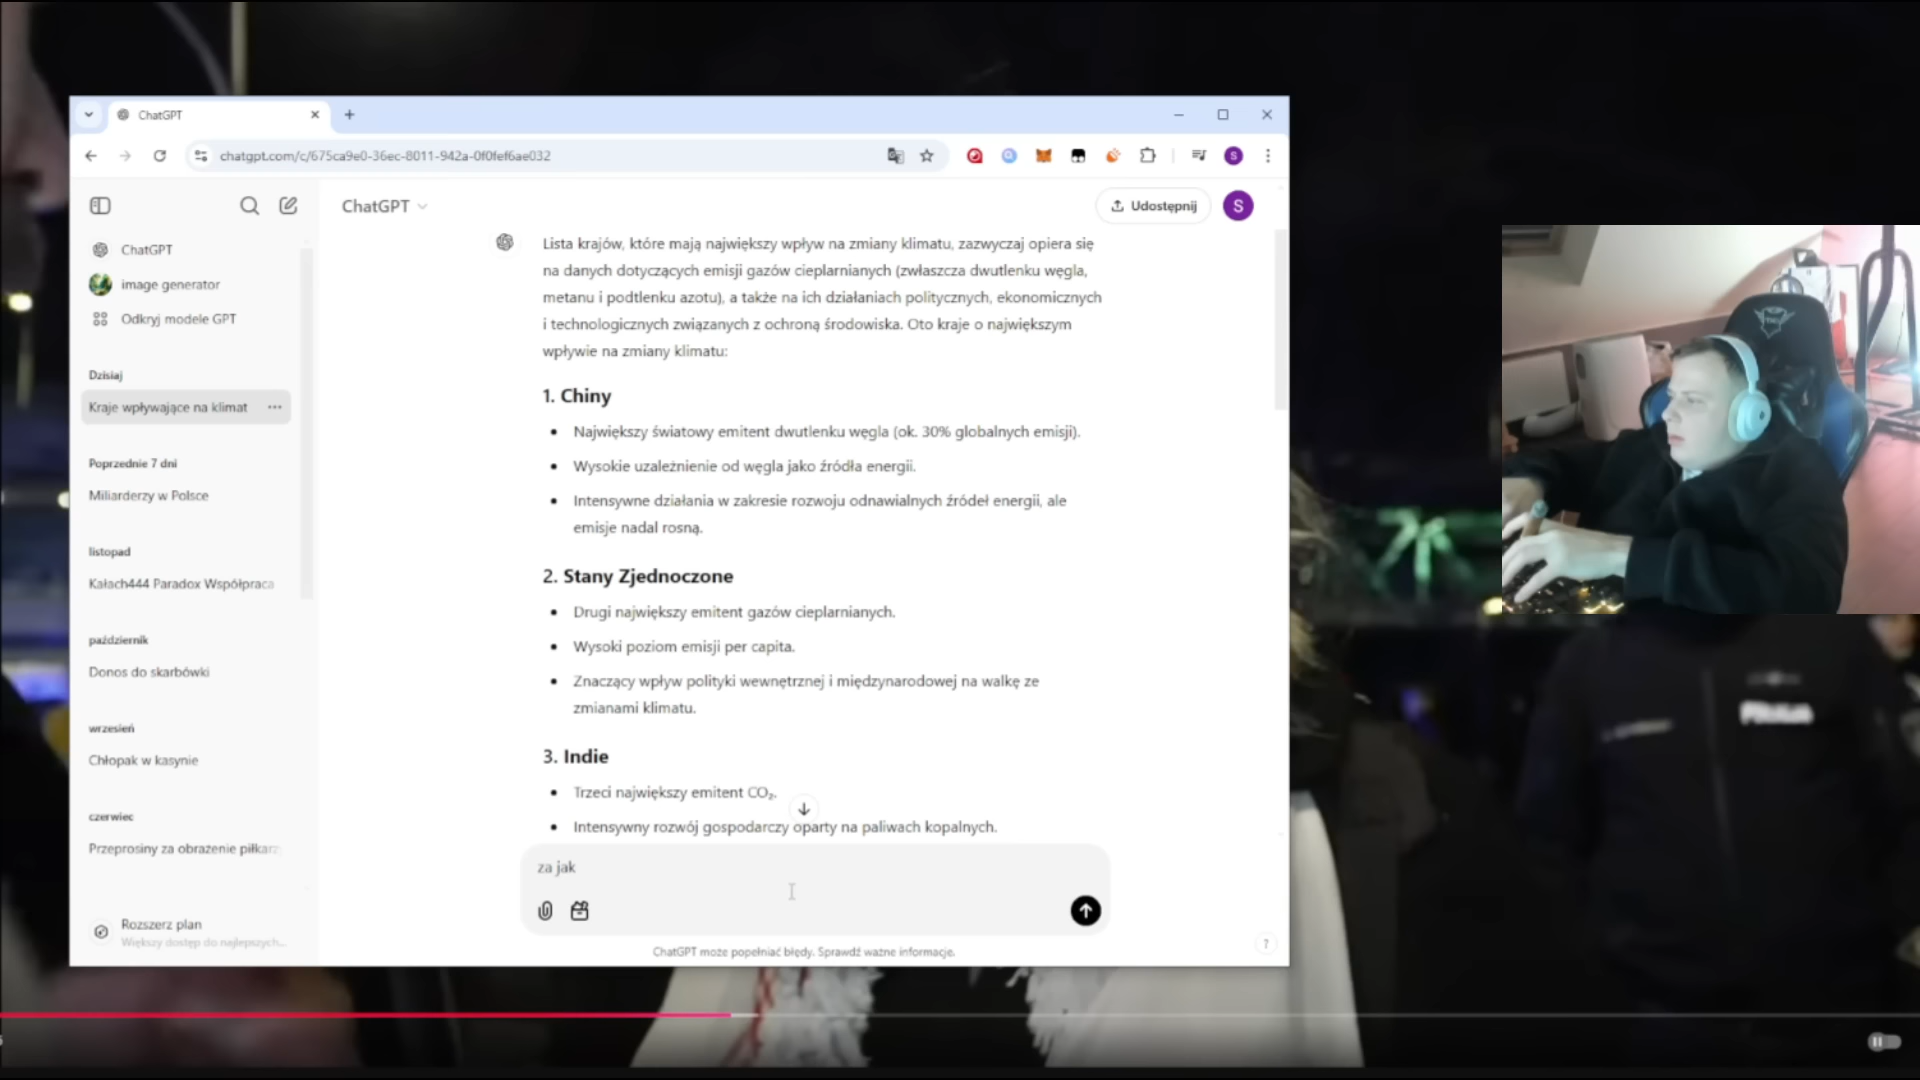 ChatGPT
chatgpt.com/c/675ca9e0-36ec-8011-942a-0f0fef6ae032
S
ChatGPT
Udostępnij
S
ChatGPT
image generator
Odkryj modele GPT
Dzisiaj
Kraje wpływające na klimat
Poprzednie 7 dni
Miliarderzy w Polsce
listopad
Kałach444 Paradox Współpraca
październik
Donos do skarbówki
wrzesień
Chłopak w kasynie
czerwiec
Przeprosiny za obrażenie piłkarz
Rozszerz plan
Większy dostęp do najlepszych...
Lista krajów, które mają największy wpływ na zmiany klimatu, zazwyczaj opiera się
na danych dotyczących emisji gazów cieplarnianych (zwłaszcza dwutlenku węgla,
metanu i podtlenku azotu), a także na ich działaniach politycznych, ekonomicznych
i technologicznych związanych z ochroną środowiska. Oto kraje o największym
wpływie na zmiany klimatu:
1. Chiny
• Największy światowy emitent dwutlenku węgla (ok. 30% globalnych emisji).
• Wysokie uzależnienie od węgla jako źródła energii.
• Intensywne działania w zakresie rozwoju odnawialnych źródeł energii, ale
emisje nadal rosną.
2. Stany Zjednoczone
• Drugi największy emitent gazów cieplarnianych.
• Wysoki poziom emisji per capita.
• Znaczący wpływ polityki wewnętrznej i międzynarodowej na walkę ze
zmianami klimatu.
3. Indie
• Trzeci największy emitent CO₂.
• Intensywny rozwój gospodarczy oparty na paliwach kopalnych.
za jak
ChatGPT może popełniać błędy. Sprawdź ważne informacje.
?